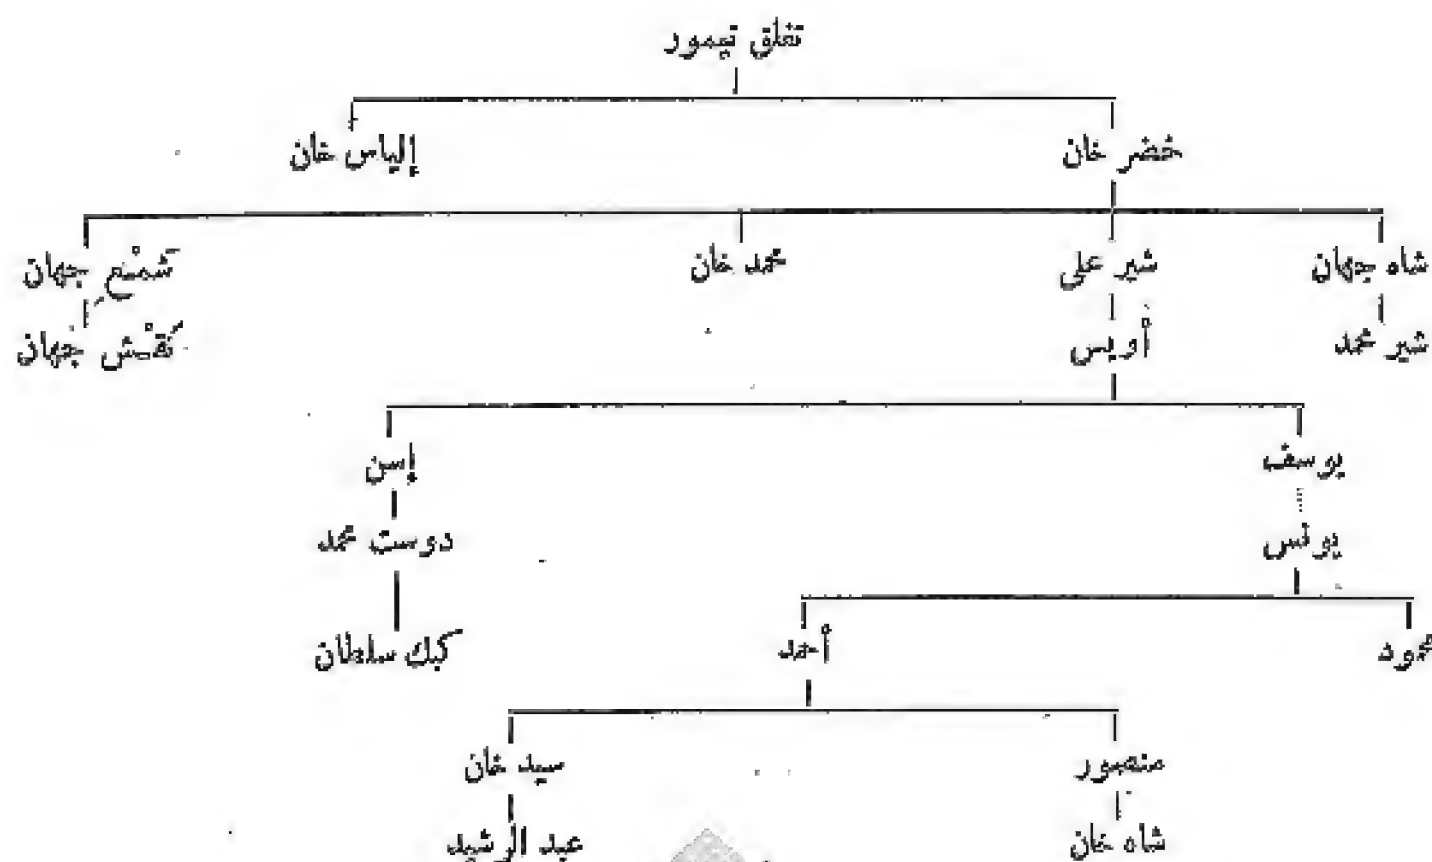 تغلق تيمور
خضر خان إلياس خان
شاه جهان شير على محمد خان شمع جهان
شير محمد أويس نقش جهان
يوسف إسن
يونس دوست محمد
محمود أحمد كبك سلطان
منصور سيد خان
شاه خان عبد الرشيد